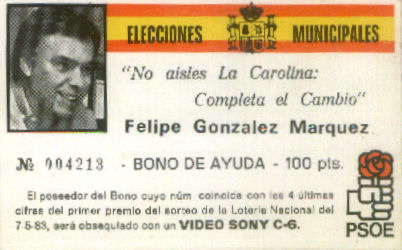 ELECCIONES MUNICIPALES
"No aisles La Carolina:
Completa el Cambio"
Felipe Gonzalez Marquez
№ 004213 - BONO DE AYUDA - 100 pts.
El poseedor del Bono cuyo núm coincida con las 4 últimas
cifras del primer premio del sorteo de la Lotería Nacional del
7-5-83, será obsequiado con un VIDEO SONY C-6.
PSOE